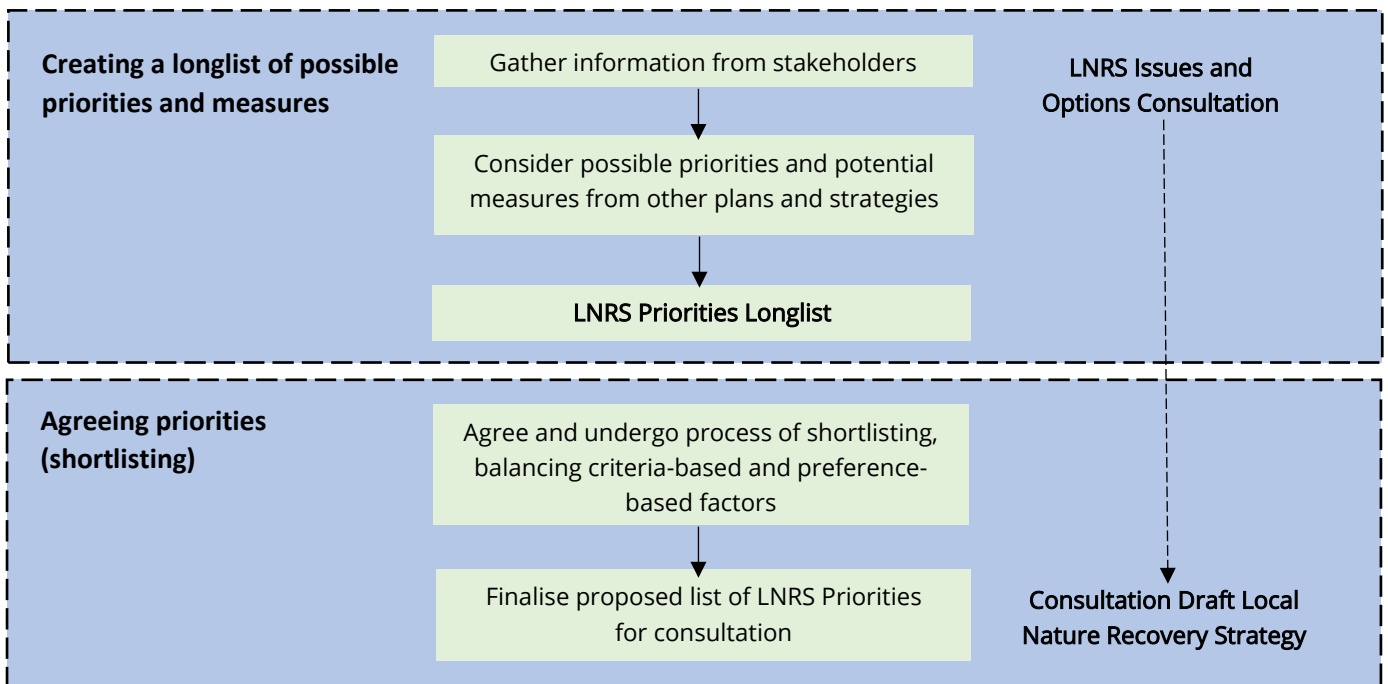 Creating a longlist of possible
priorities and measures
Gather information from stakeholders
Consider possible priorities and potential
measures from other plans and strategies
LNRS Priorities Longlist
LNRS Issues and
Options Consultation
Agreeing priorities
(shortlisting)
Agree and undergo process of shortlisting,
balancing criteria-based and preference-
based factors
Finalise proposed list of LNRS Priorities
for consultation
Consultation Draft Local
Nature Recovery Strategy